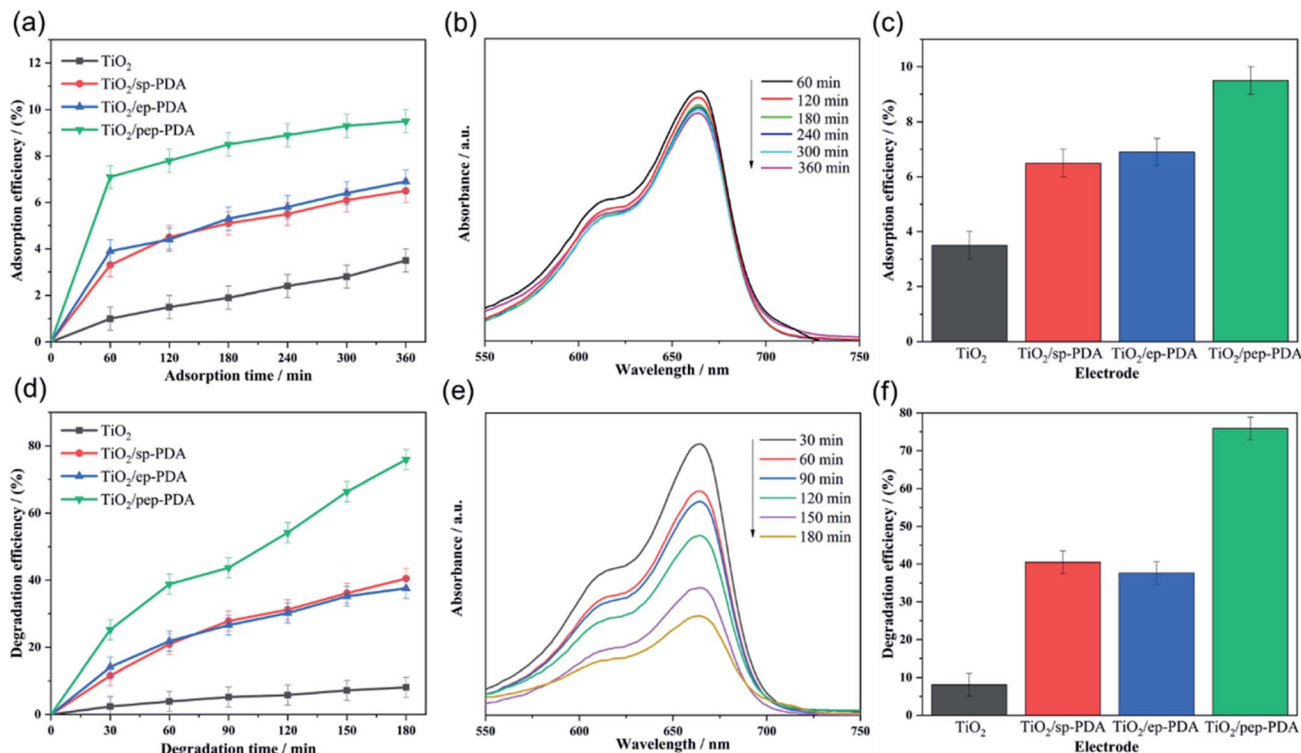 (a)
TiO₂
TiO₂/sp-PDA
TiO₂/ep-PDA
TiO₂/pep-PDA
Adsorption efficiency / (%)
12
10
8
6
4
2
0
0 60 120 180 240 300 360
Adsorption time / min
(b)
60 min
120 min
180 min
240 min
300 min
360 min
Absorbance / a.u.
550 600 650 700 750
Wavelength / nm
(c)
Adsorption efficiency / (%)
10
8
6
4
2
0
TiO₂ TiO₂/sp-PDA TiO₂/ep-PDA TiO₂/pep-PDA
Electrode
(d)
TiO₂
TiO₂/sp-PDA
TiO₂/ep-PDA
TiO₂/pep-PDA
Degradation efficiency / (%)
80
60
40
20
0
0 30 60 90 120 150 180
Degradation time / min
(e)
30 min
60 min
90 min
120 min
150 min
180 min
Absorbance / a.u.
550 600 650 700 750
Wavelength / nm
(f)
Degradation efficiency / (%)
80
70
60
50
40
30
20
10
0
TiO₂ TiO₂/sp-PDA TiO₂/ep-PDA TiO₂/pep-PDA
Electrode